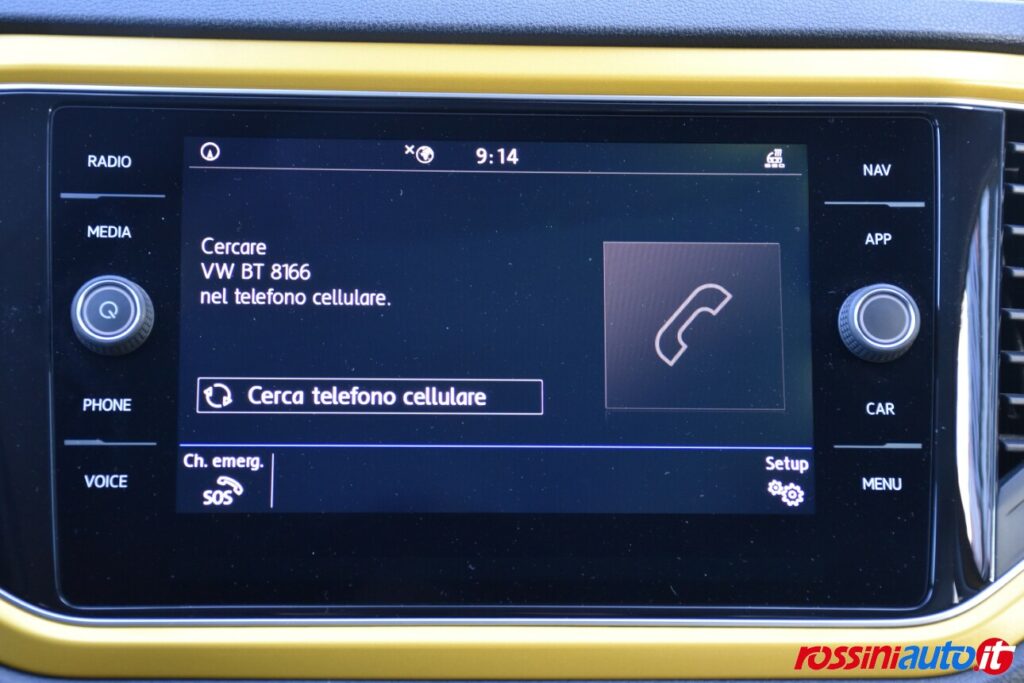 RADIO
MEDIA
PHONE
VOICE
9:14
Cercare
VW BT 8166
nel telefono cellulare.
Cerca telefono cellulare
Ch. emerg.
SOS
Setup
NAV
APP
CAR
MENU
rossiniauto.it